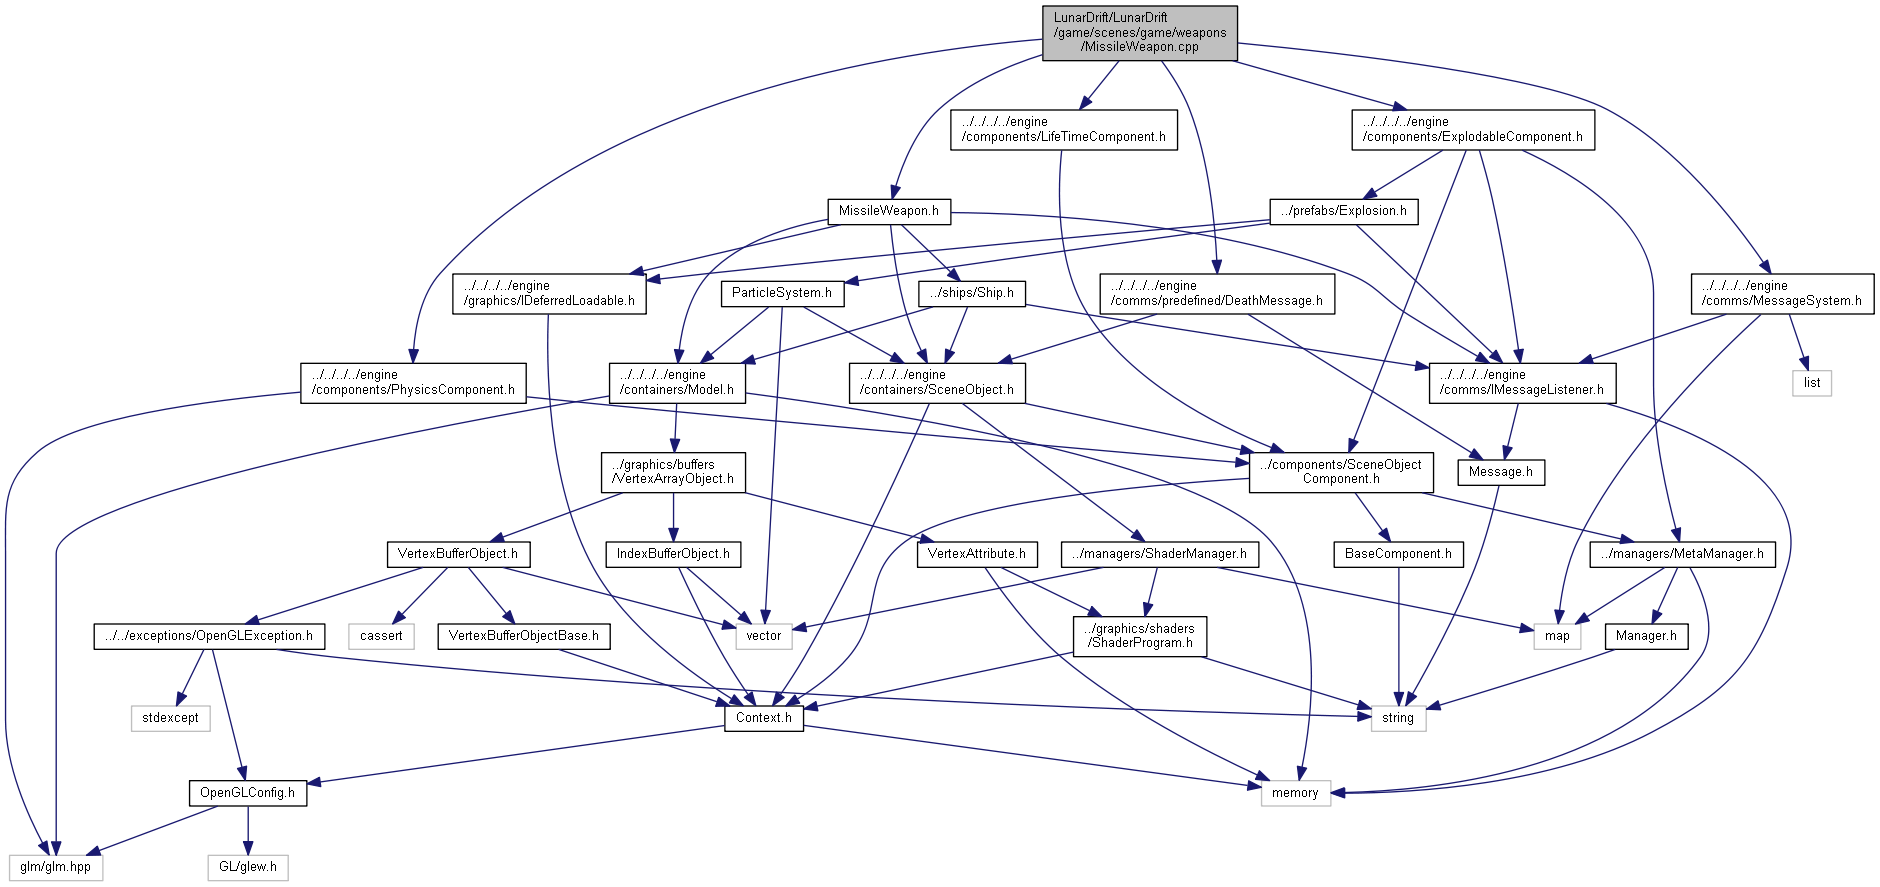 LunarDrift/LunarDrift
/game/scenes/game/weapons
/MissileWeapon.cpp
../../../../engine
/components/LifeTimeComponent.h
../../../../engine
/components/ExplodableComponent.h
MissileWeapon.h
../prefabs/Explosion.h
../../../../engine
/graphics/IDeferredLoadable.h
ParticleSystem.h
../ships/Ship.h
../../../../engine
/comms/predefined/DeathMessage.h
../../../../engine
/comms/MessageSystem.h
../../../../engine
/components/PhysicsComponent.h
../../../../engine
/containers/Model.h
../../../../engine
/containers/SceneObject.h
../../../../engine
/comms/IMessageListener.h
list
../graphics/buffers
/VertexArrayObject.h
../components/SceneObject
Component.h
Message.h
VertexBufferObject.h
IndexBufferObject.h
VertexAttribute.h
../managers/ShaderManager.h
BaseComponent.h
../managers/MetaManager.h
../../exceptions/OpenGLException.h
cassert
VertexBufferObjectBase.h
vector
../graphics/shaders
/ShaderProgram.h
map
Manager.h
stdexcept
Context.h
string
OpenGLConfig.h
memory
glm/glm.hpp
GL/glew.h